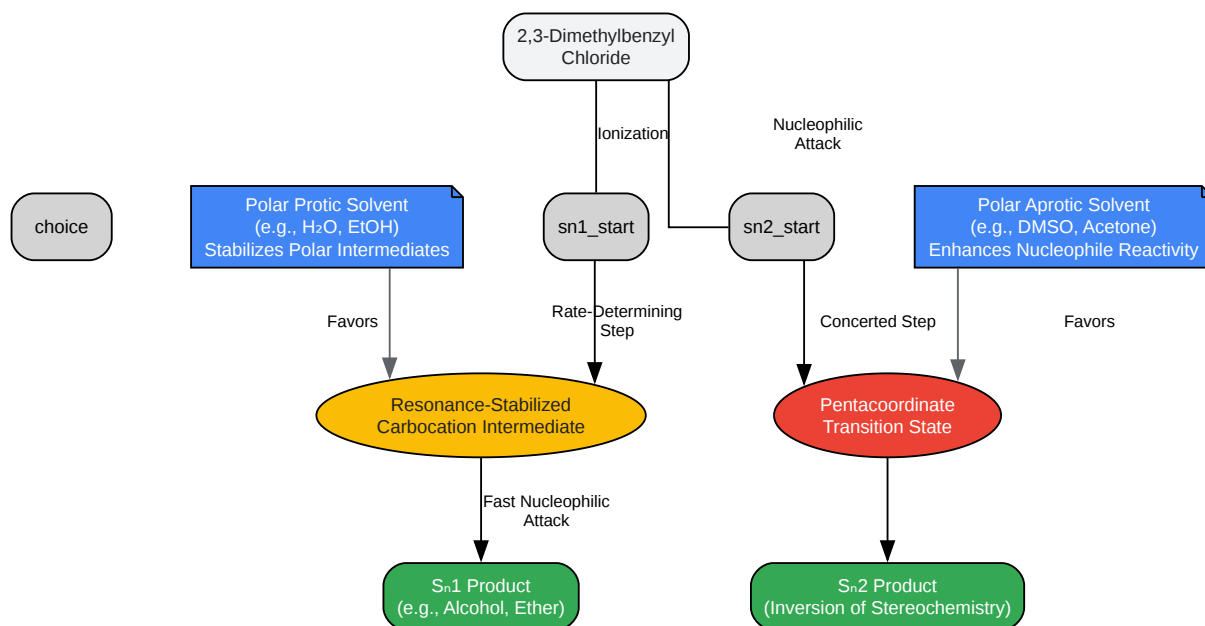 2,3-Dimethylbenzyl
Chloride
Ionization
Nucleophilic
Attack
choice
Polar Protic Solvent
(e.g., H₂O, EtOH)
Stabilizes Polar Intermediates
sn1_start
sn2_start
Polar Aprotic Solvent
(e.g., DMSO, Acetone)
Enhances Nucleophile Reactivity
Favors
Rate-Determining
Step
Concerted Step
Favors
Resonance-Stabilized
Carbocation Intermediate
Pentacoordinate
Transition State
Fast Nucleophilic
Attack
Sₙ1 Product
(e.g., Alcohol, Ether)
Sₙ2 Product
(Inversion of Stereochemistry)